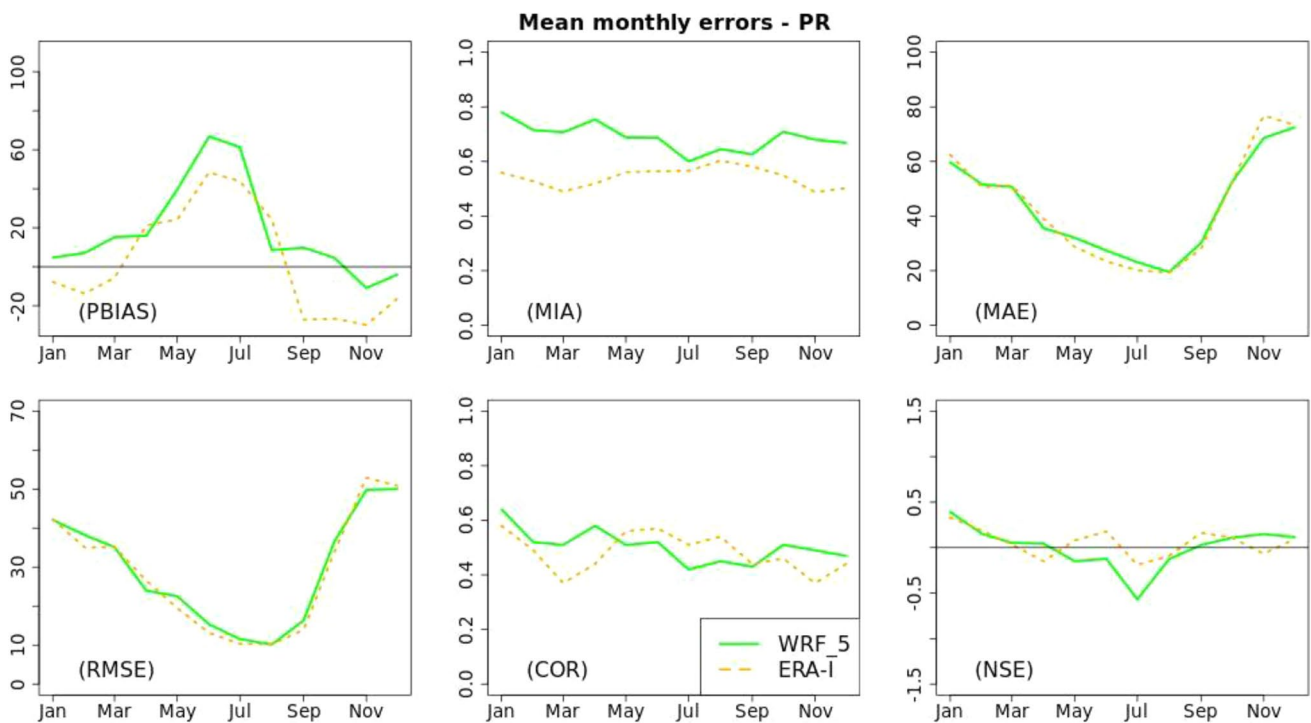 Mean monthly errors - PR
100
60
20
-20
(PBIAS)
Jan Mar May Jul Sep Nov
1.0
0.8
0.6
0.4
0.2
0.0
(MIA)
Jan Mar May Jul Sep Nov
100
80
60
40
20
0
(MAE)
Jan Mar May Jul Sep Nov
70
50
30
10
0
(RMSE)
Jan Mar May Jul Sep Nov
1.0
0.8
0.6
0.4
0.2
0.0
(COR)
WRF_5
ERA-I
Jan Mar May Jul Sep Nov
1.5
0.5
-0.5
-1.5
(NSE)
Jan Mar May Jul Sep Nov